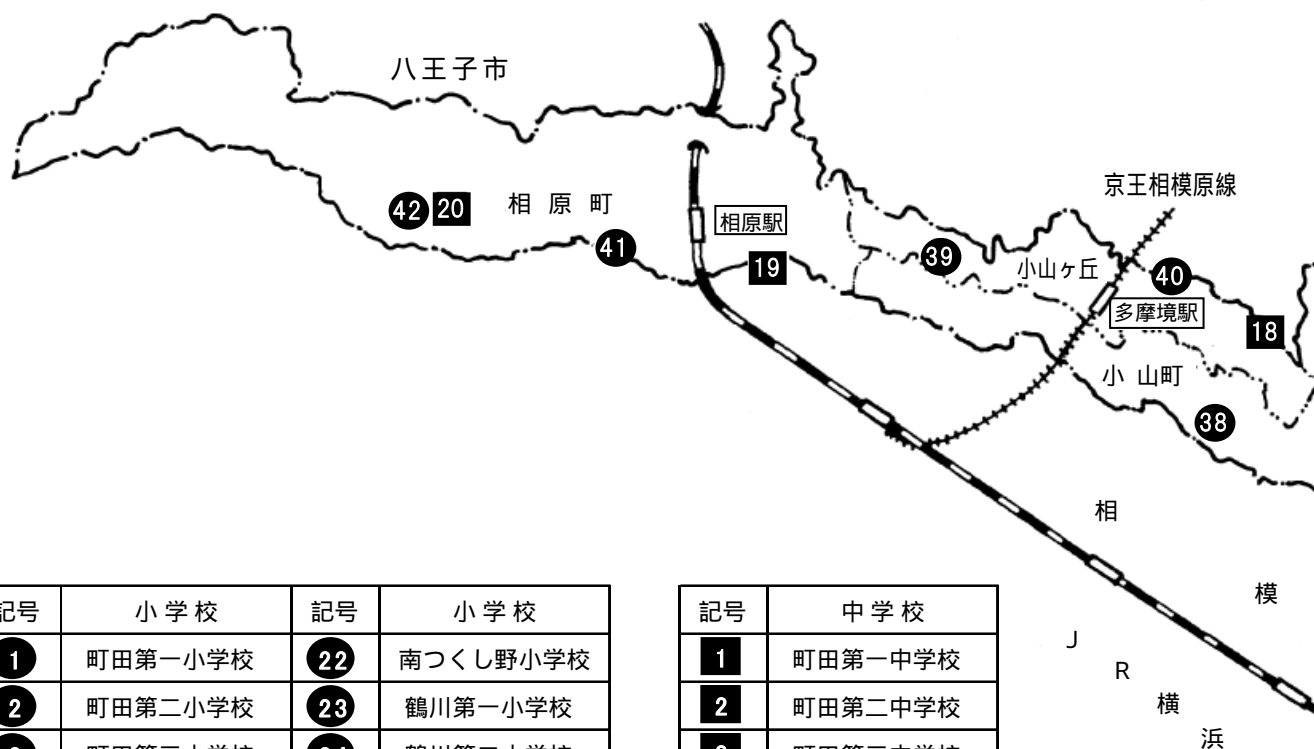 八王子市
京王相模原線
42 20 相原町
相原駅
41
19
39
小山ヶ丘
40
多摩境駅
18
小山町
38
相
模
J
R
横
浜
記号 小学校 記号 小学校
1 町田第一小学校 22 南つくし野小学校
2 町田第二小学校 23 鶴川第一小学校
記号 中学校
1 町田第一中学校
2 町田第二中学校